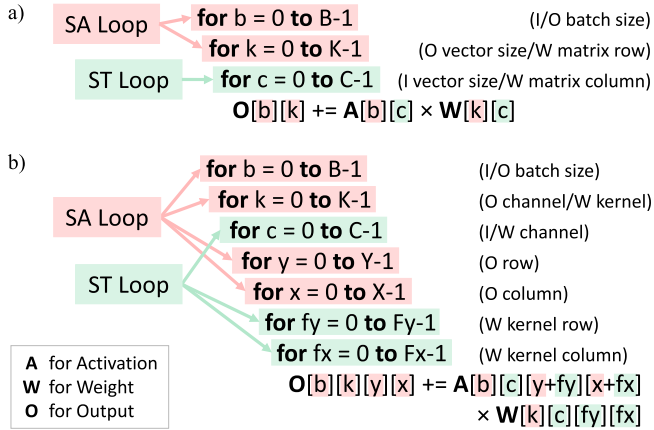 a)
SA Loop
ST Loop
for b = 0 to B-1 (I/O batch size)
for k = 0 to K-1 (O vector size/W matrix row)
for c = 0 to C-1 (I vector size/W matrix column)
O[b][k] += A[b][c] × W[k][c]
b)
SA Loop
ST Loop
for b = 0 to B-1 (I/O batch size)
for k = 0 to K-1 (O channel/W kernel)
for c = 0 to C-1 (I/W channel)
for y = 0 to Y-1 (O row)
for x = 0 to X-1 (O column)
for fy = 0 to Fy-1 (W kernel row)
for fx = 0 to Fx-1 (W kernel column)
O[b][k][y][x] += A[b][c][y+fy][x+fx]
× W[k][c][fy][fx]
A for Activation
W for Weight
O for Output